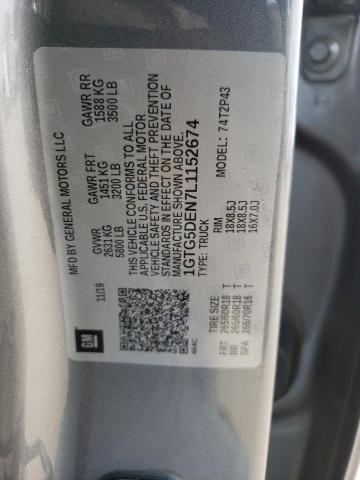 MFD BY GENERAL MOTORS LLC
11/19
GVWR
2631 KG
5800 LB
GAWR FRT
1451 KG
3200 LB
GAWR RR
1588 KG
3500 LB
THIS VEHICLE CONFORMS TO ALL
APPLICABLE U.S. FEDERAL MOTOR
VEHICLE SAFETY AND THEFT PREVENTION
STANDARDS IN EFFECT ON THE DATE OF
MANUFACTURE SHOWN ABOVE.
1GTG5DEN7L1152674
TYPE: TRUCK
MODEL: 74T2P43
GM
464C
TIRE SIZE RIM
FRT 265/60R18 T 18X8.5J
RR 265/60R18 T 18X8.5J
SPA 265/70R16 T 16X7.0J